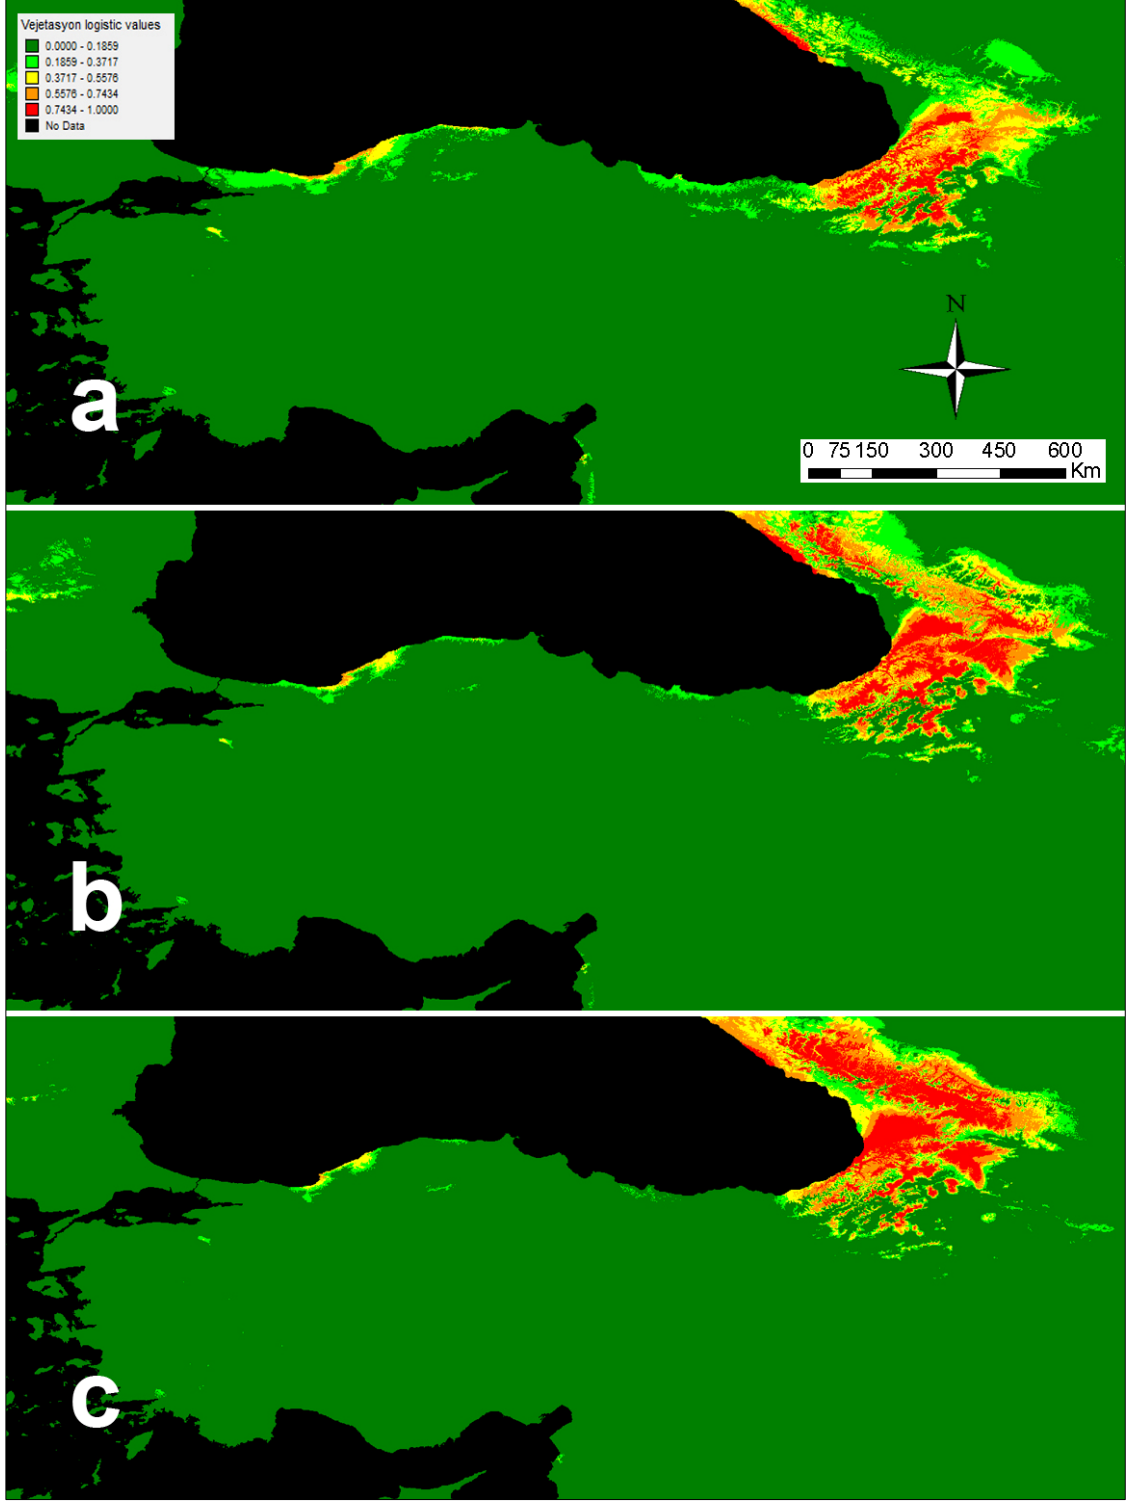 Vejetasyon logistic values
0.0000 - 0.1859
0.1859 - 0.3717
0.3717 - 0.5576
0.5576 - 0.7434
0.7434 - 1.0000
No Data
N
a
0 75 150 300 450 600
Km
b
c